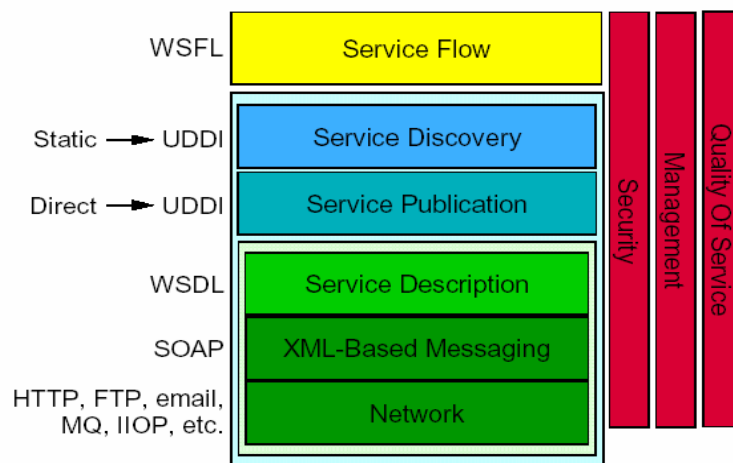 WSFL Service Flow
Static → UDDI Service Discovery
Direct → UDDI Service Publication
WSDL Service Description
SOAP XML-Based Messaging
HTTP, FTP, email,
MQ, IIOP, etc.
Network
Security
Management
Quality Of Service